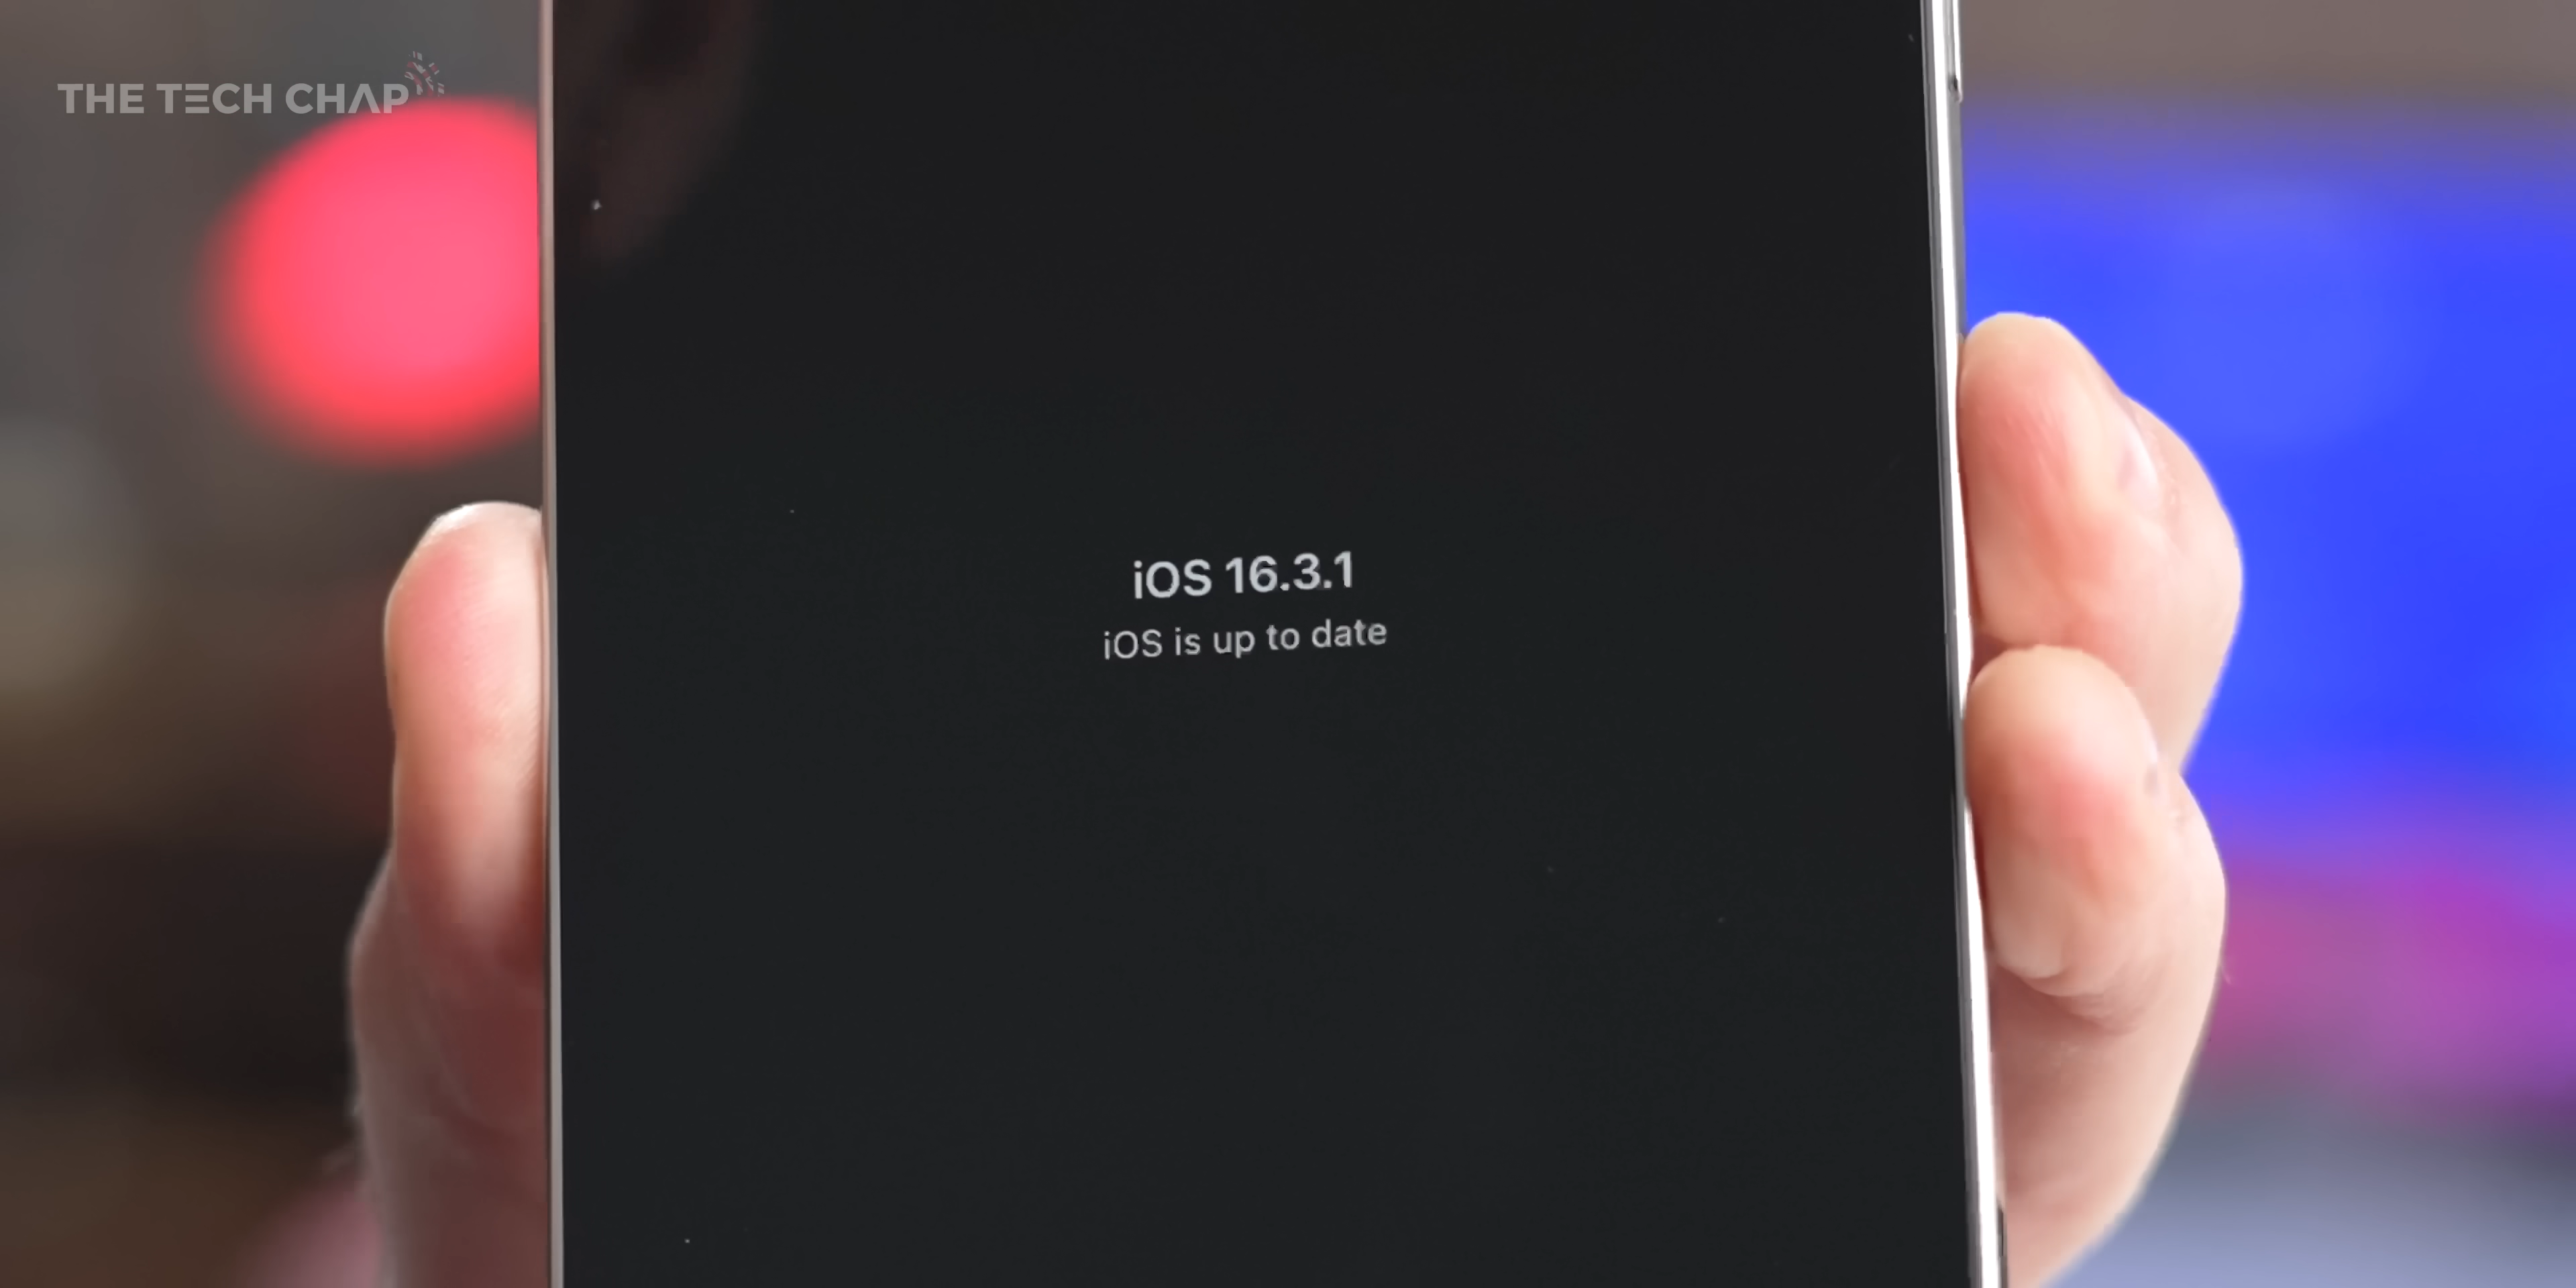 THE TECH CHAP
iOS 16.3.1
iOS is up to date